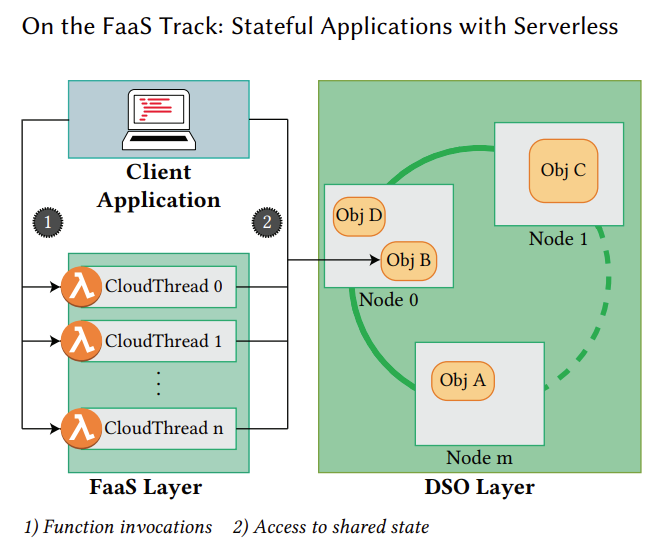 On the FaaS Track: Stateful Applications with Serverless
Client
Application
1
2
CloudThread 0
CloudThread 1
CloudThread n
FaaS Layer
Obj D
Obj B
Node 0
Obj C
Node 1
Obj A
Node m
DSO Layer
1) Function invocations 2) Access to shared state